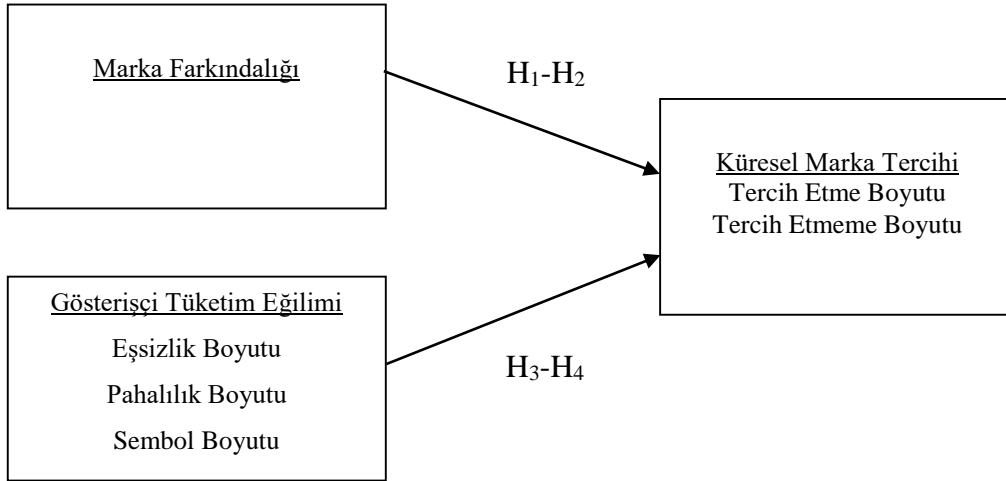 Marka Farkındalığı
H₁-H₂
Küresel Marka Tercihi
Tercih Etme Boyutu
Tercih Etmeme Boyutu
Gösterişçi Tüketim Eğilimi
Eşsizlik Boyutu
Pahalılık Boyutu
Sembol Boyutu
H₃-H₄